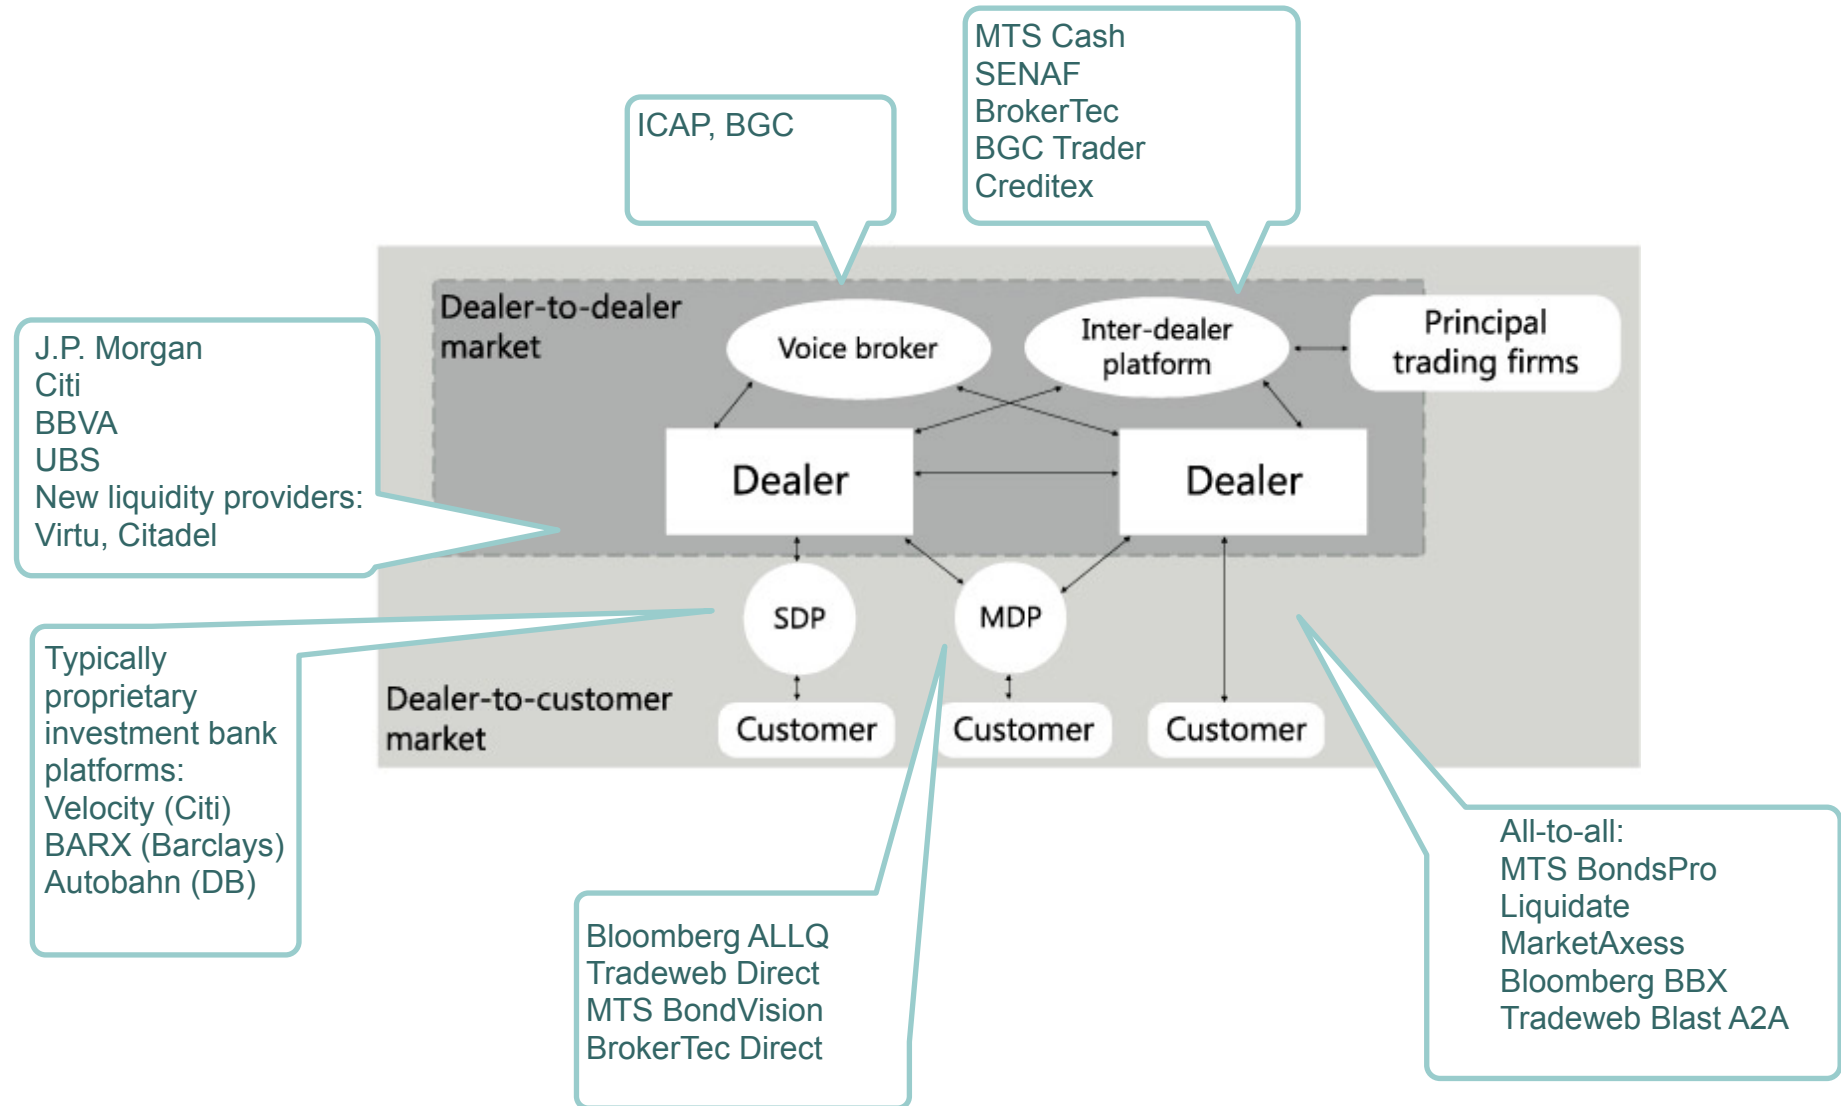 MTS Cash
SENAF
BrokerTec
BGC Trader
Creditex
ICAP, BGC
Dealer-to-dealer
market
Voice broker
Inter-dealer
platform
Principal
trading firms
J.P. Morgan
Citi
BBVA
UBS
New liquidity providers:
Virtu, Citadel
Dealer
Dealer
SDP
MDP
Typically
proprietary
investment bank
platforms:
Velocity (Citi)
BARX (Barclays)
Autobahn (DB)
Dealer-to-customer
market
Customer
Customer
Customer
Bloomberg ALLQ
Tradeweb Direct
MTS BondVision
BrokerTec Direct
All-to-all:
MTS BondsPro
Liquidate
MarketAxess
Bloomberg BBX
Tradeweb Blast A2A